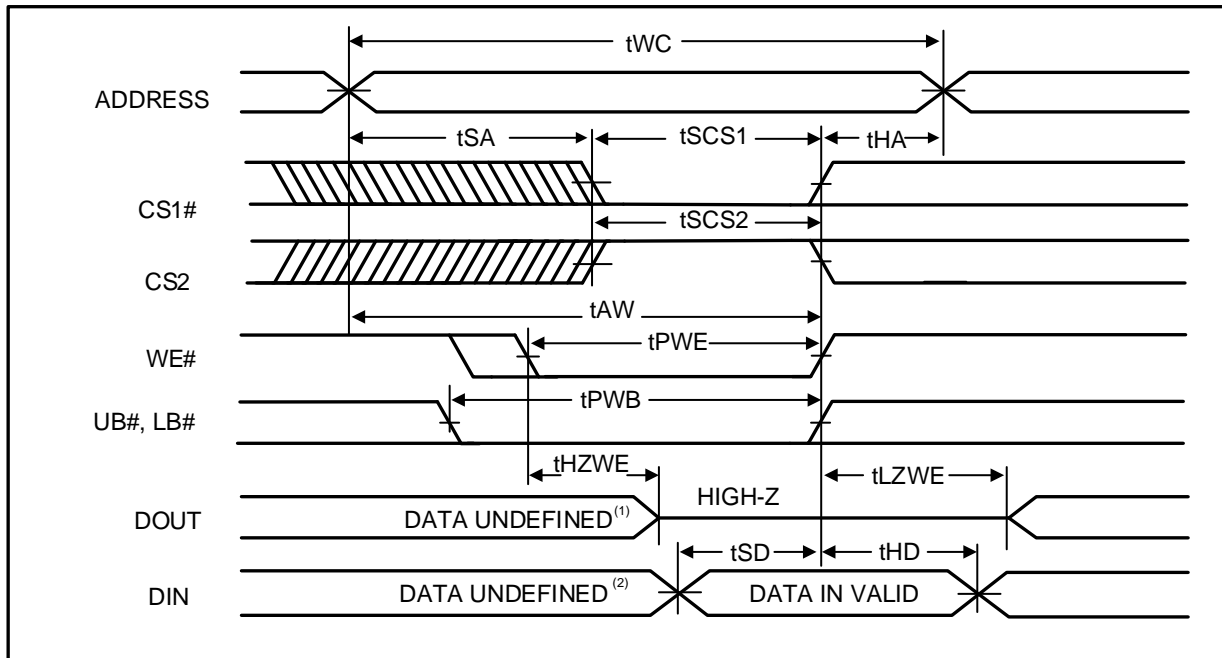 tWC
ADDRESS
tSA
tSCS1
tHA
CS1#
tSCS2
CS2
tAW
WE#
tPWE
tPWB
UB#, LB#
tHZWE
tLZWE
HIGH-Z
DOUT
DATA UNDEFINED(1)
tSD
tHD
DIN
DATA UNDEFINED(2)
DATA IN VALID